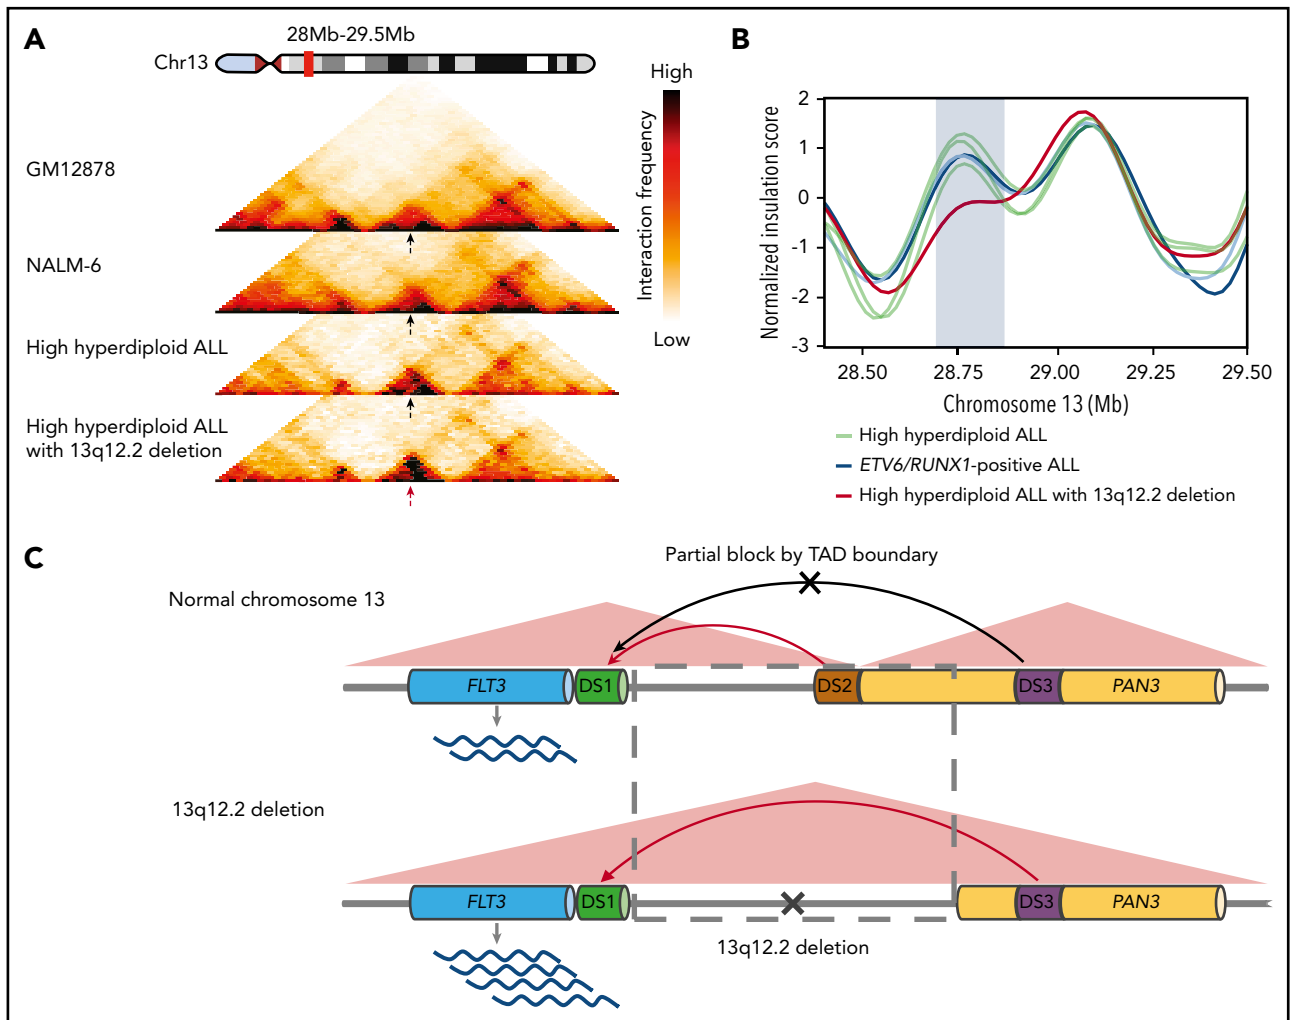 A
28Mb-29.5Mb
Chr13
GM12878
NALM-6
High hyperdiploid ALL
High hyperdiploid ALL
with 13q12.2 deletion
High
Interaction frequency
Low
B
Normalized insulation score
2
1
0
-1
-2
-3
28.50
28.75
29.00
29.25
29.50
Chromosome 13 (Mb)
High hyperdiploid ALL
ETV6/RUNX1-positive ALL
High hyperdiploid ALL with 13q12.2 deletion
C
Partial block by TAD boundary
Normal chromosome 13
FLT3
DS1
DS2
DS3
PAN3
13q12.2 deletion
FLT3
DS1
DS3
PAN3
13q12.2 deletion